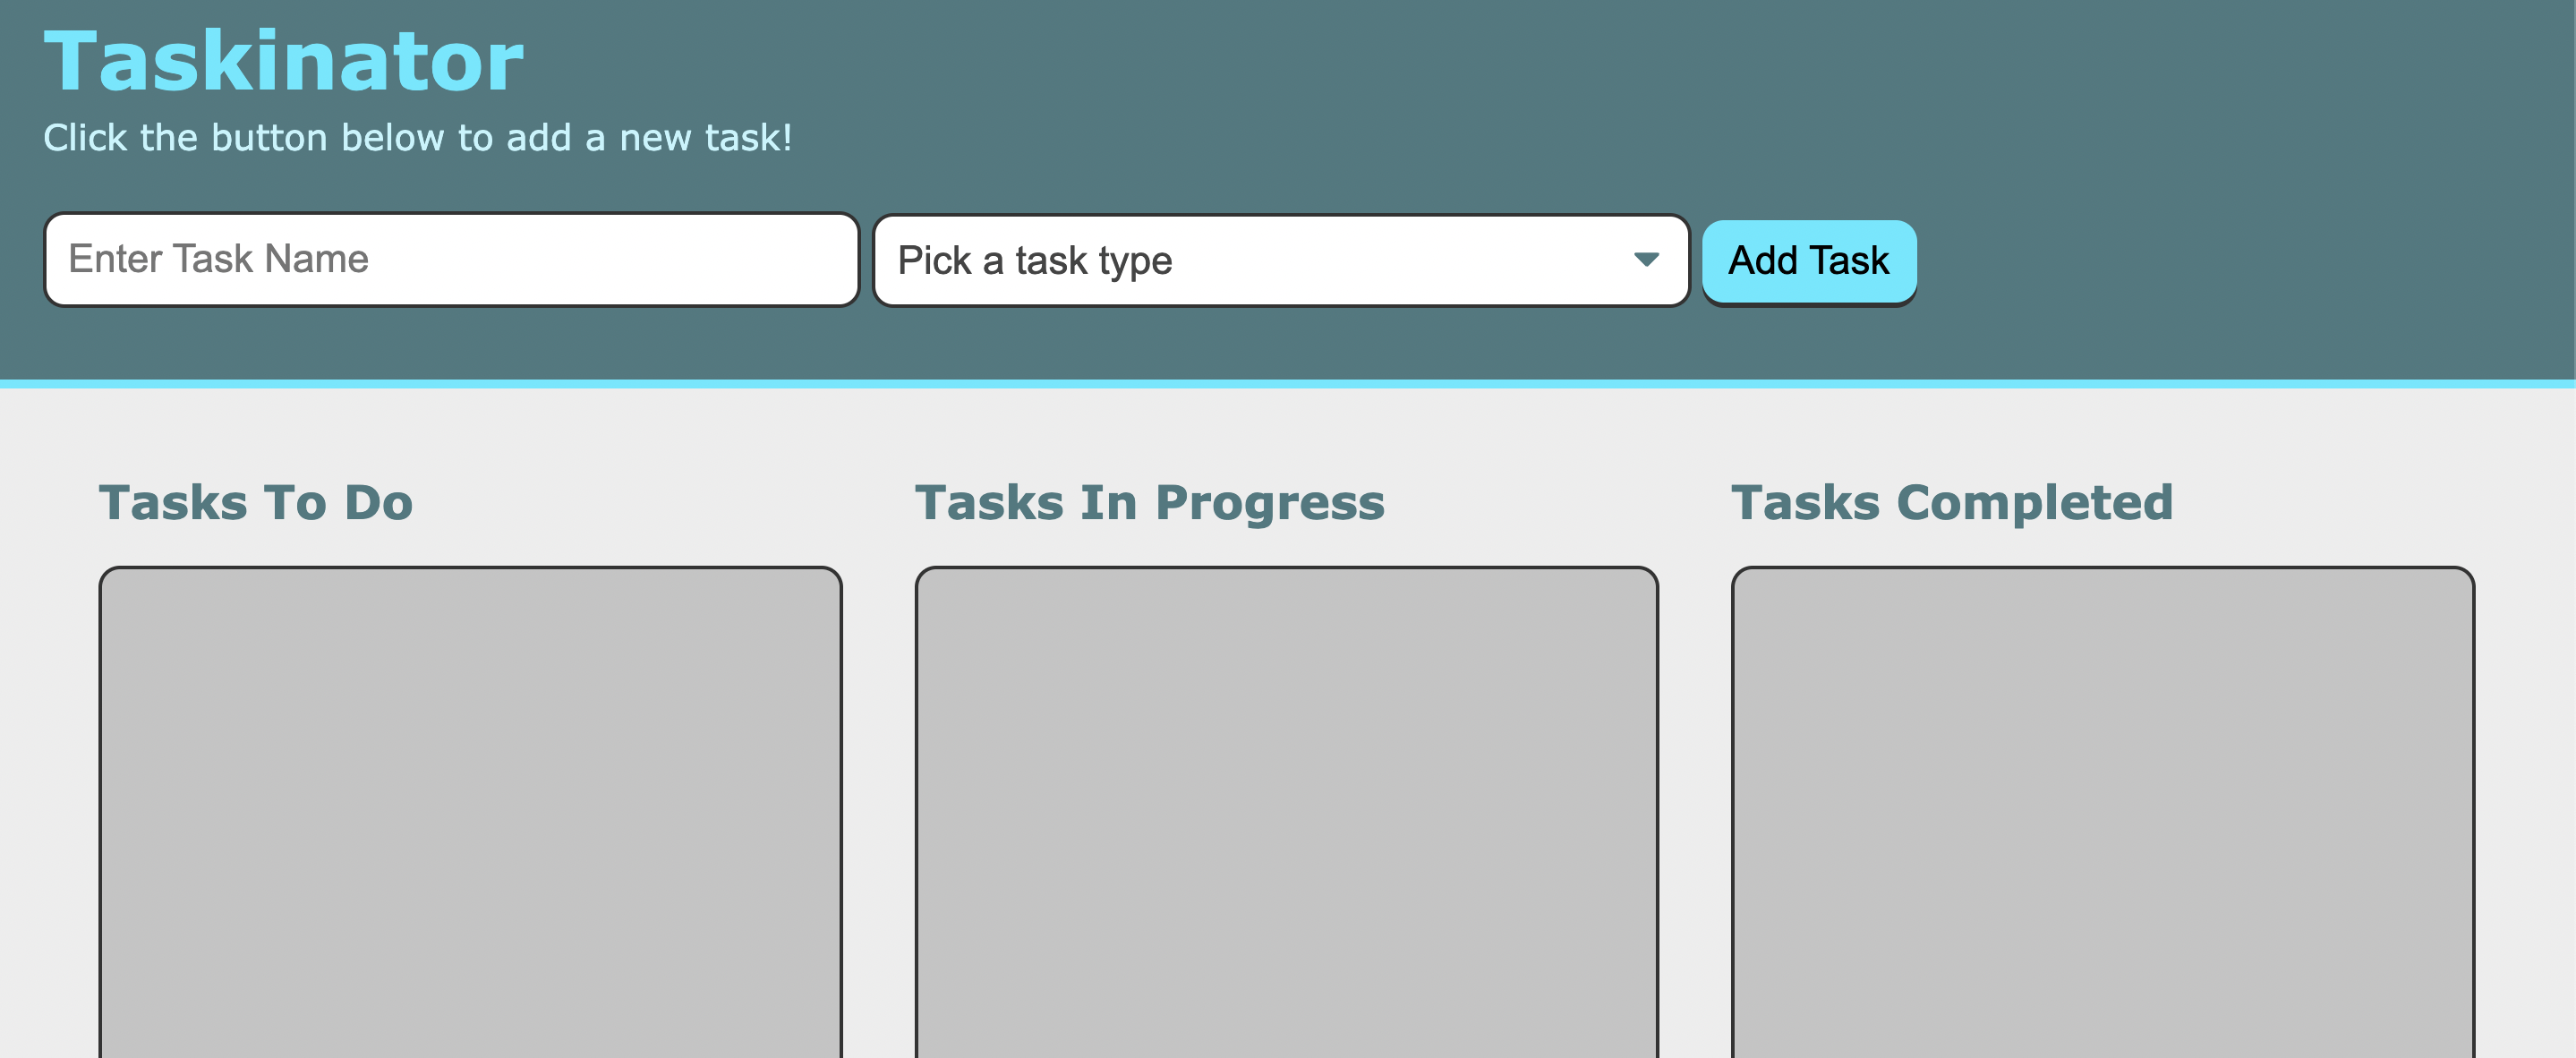 Taskinator
Click the button below to add a new task!
Enter Task Name
Pick a task type
Add Task
Tasks To Do
Tasks In Progress
Tasks Completed